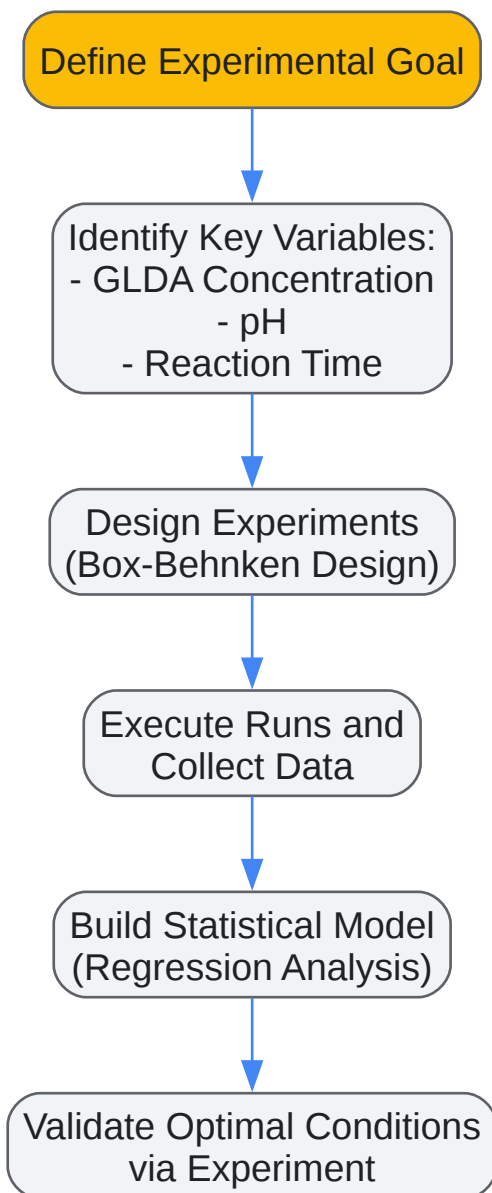 Define Experimental Goal
Identify Key Variables:
- GLDA Concentration
- pH
- Reaction Time
Design Experiments
(Box-Behnken Design)
Execute Runs and
Collect Data
Build Statistical Model
(Regression Analysis)
Validate Optimal Conditions
via Experiment